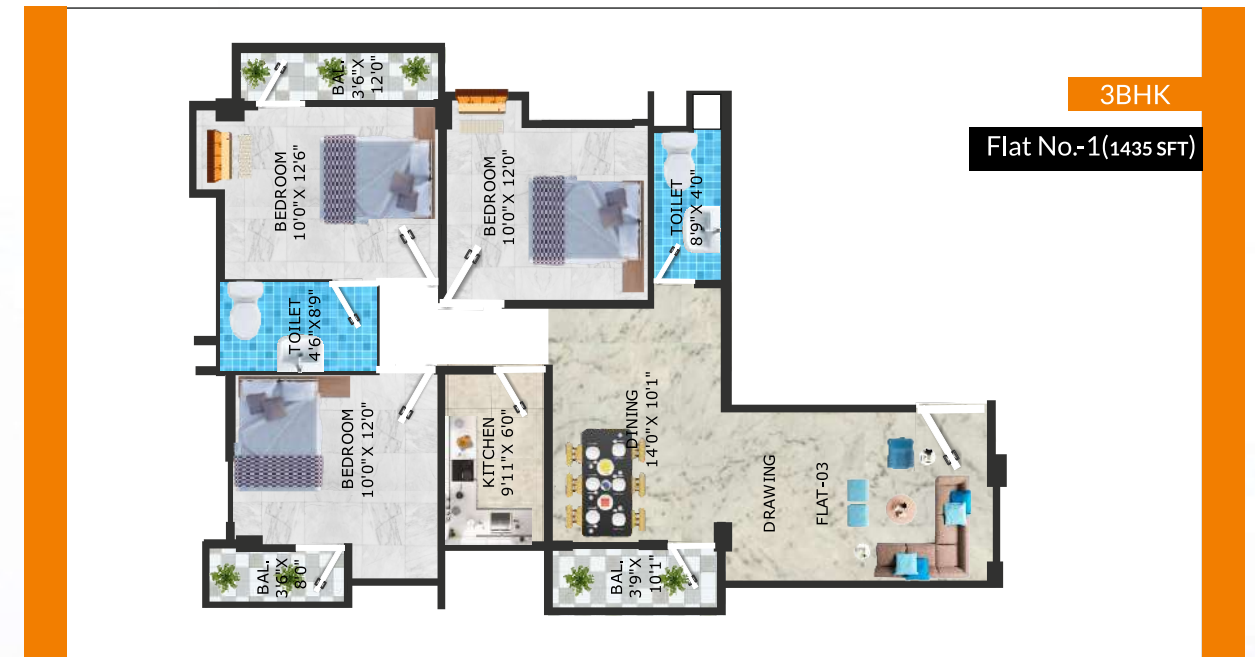 3BHK
Flat No.-1(1435 SFT)
BAL.
3'6"X
12'0"
BEDROOM
10'0"X 12'6"
BEDROOM
10'0"X 12'0"
TOILET
8'9"X 4'0"
TOILET
4'6"X8'9"
BEDROOM
10'0"X 12'0"
KITCHEN
9'11"X 6'0"
DINING
14'0"X 10'1"
DRAWING
FLAT-03
BAL.
3'6"X
8'0"
BAL.
3'9"X
10'1"